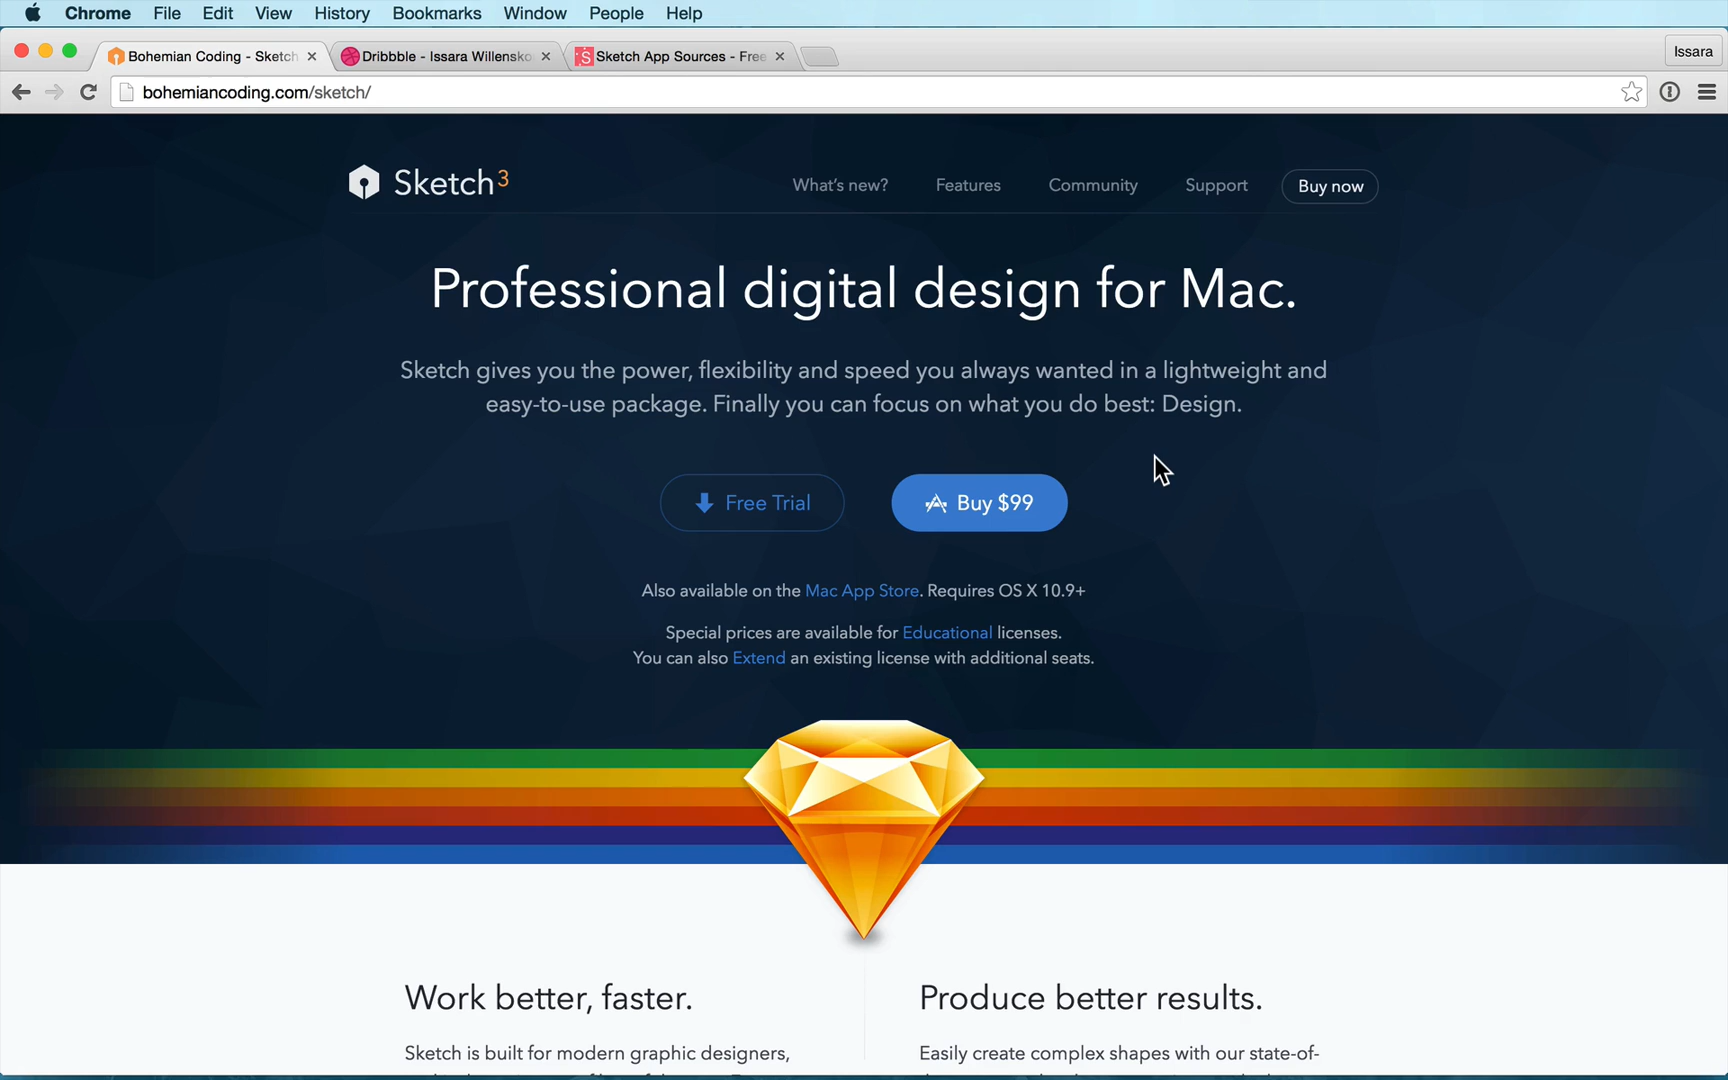 Chrome File Edit View History Bookmarks Window People Help
Bohemian Coding - Sketch
Dribbble - Issara Willensko
Sketch App Sources - Free
Issara
bohemiancoding.com/sketch/
Sketch3
What's new? Features Community Support Buy now
Professional digital design for Mac.
Sketch gives you the power, flexibility and speed you always wanted in a lightweight and
easy-to-use package. Finally you can focus on what you do best: Design.
Free Trial
Buy $99
Also available on the Mac App Store. Requires OS X 10.9+
Special prices are available for Educational licenses.
You can also Extend an existing license with additional seats.
Work better, faster.
Sketch is built for modern graphic designers,
Produce better results.
Easily create complex shapes with our state-of-